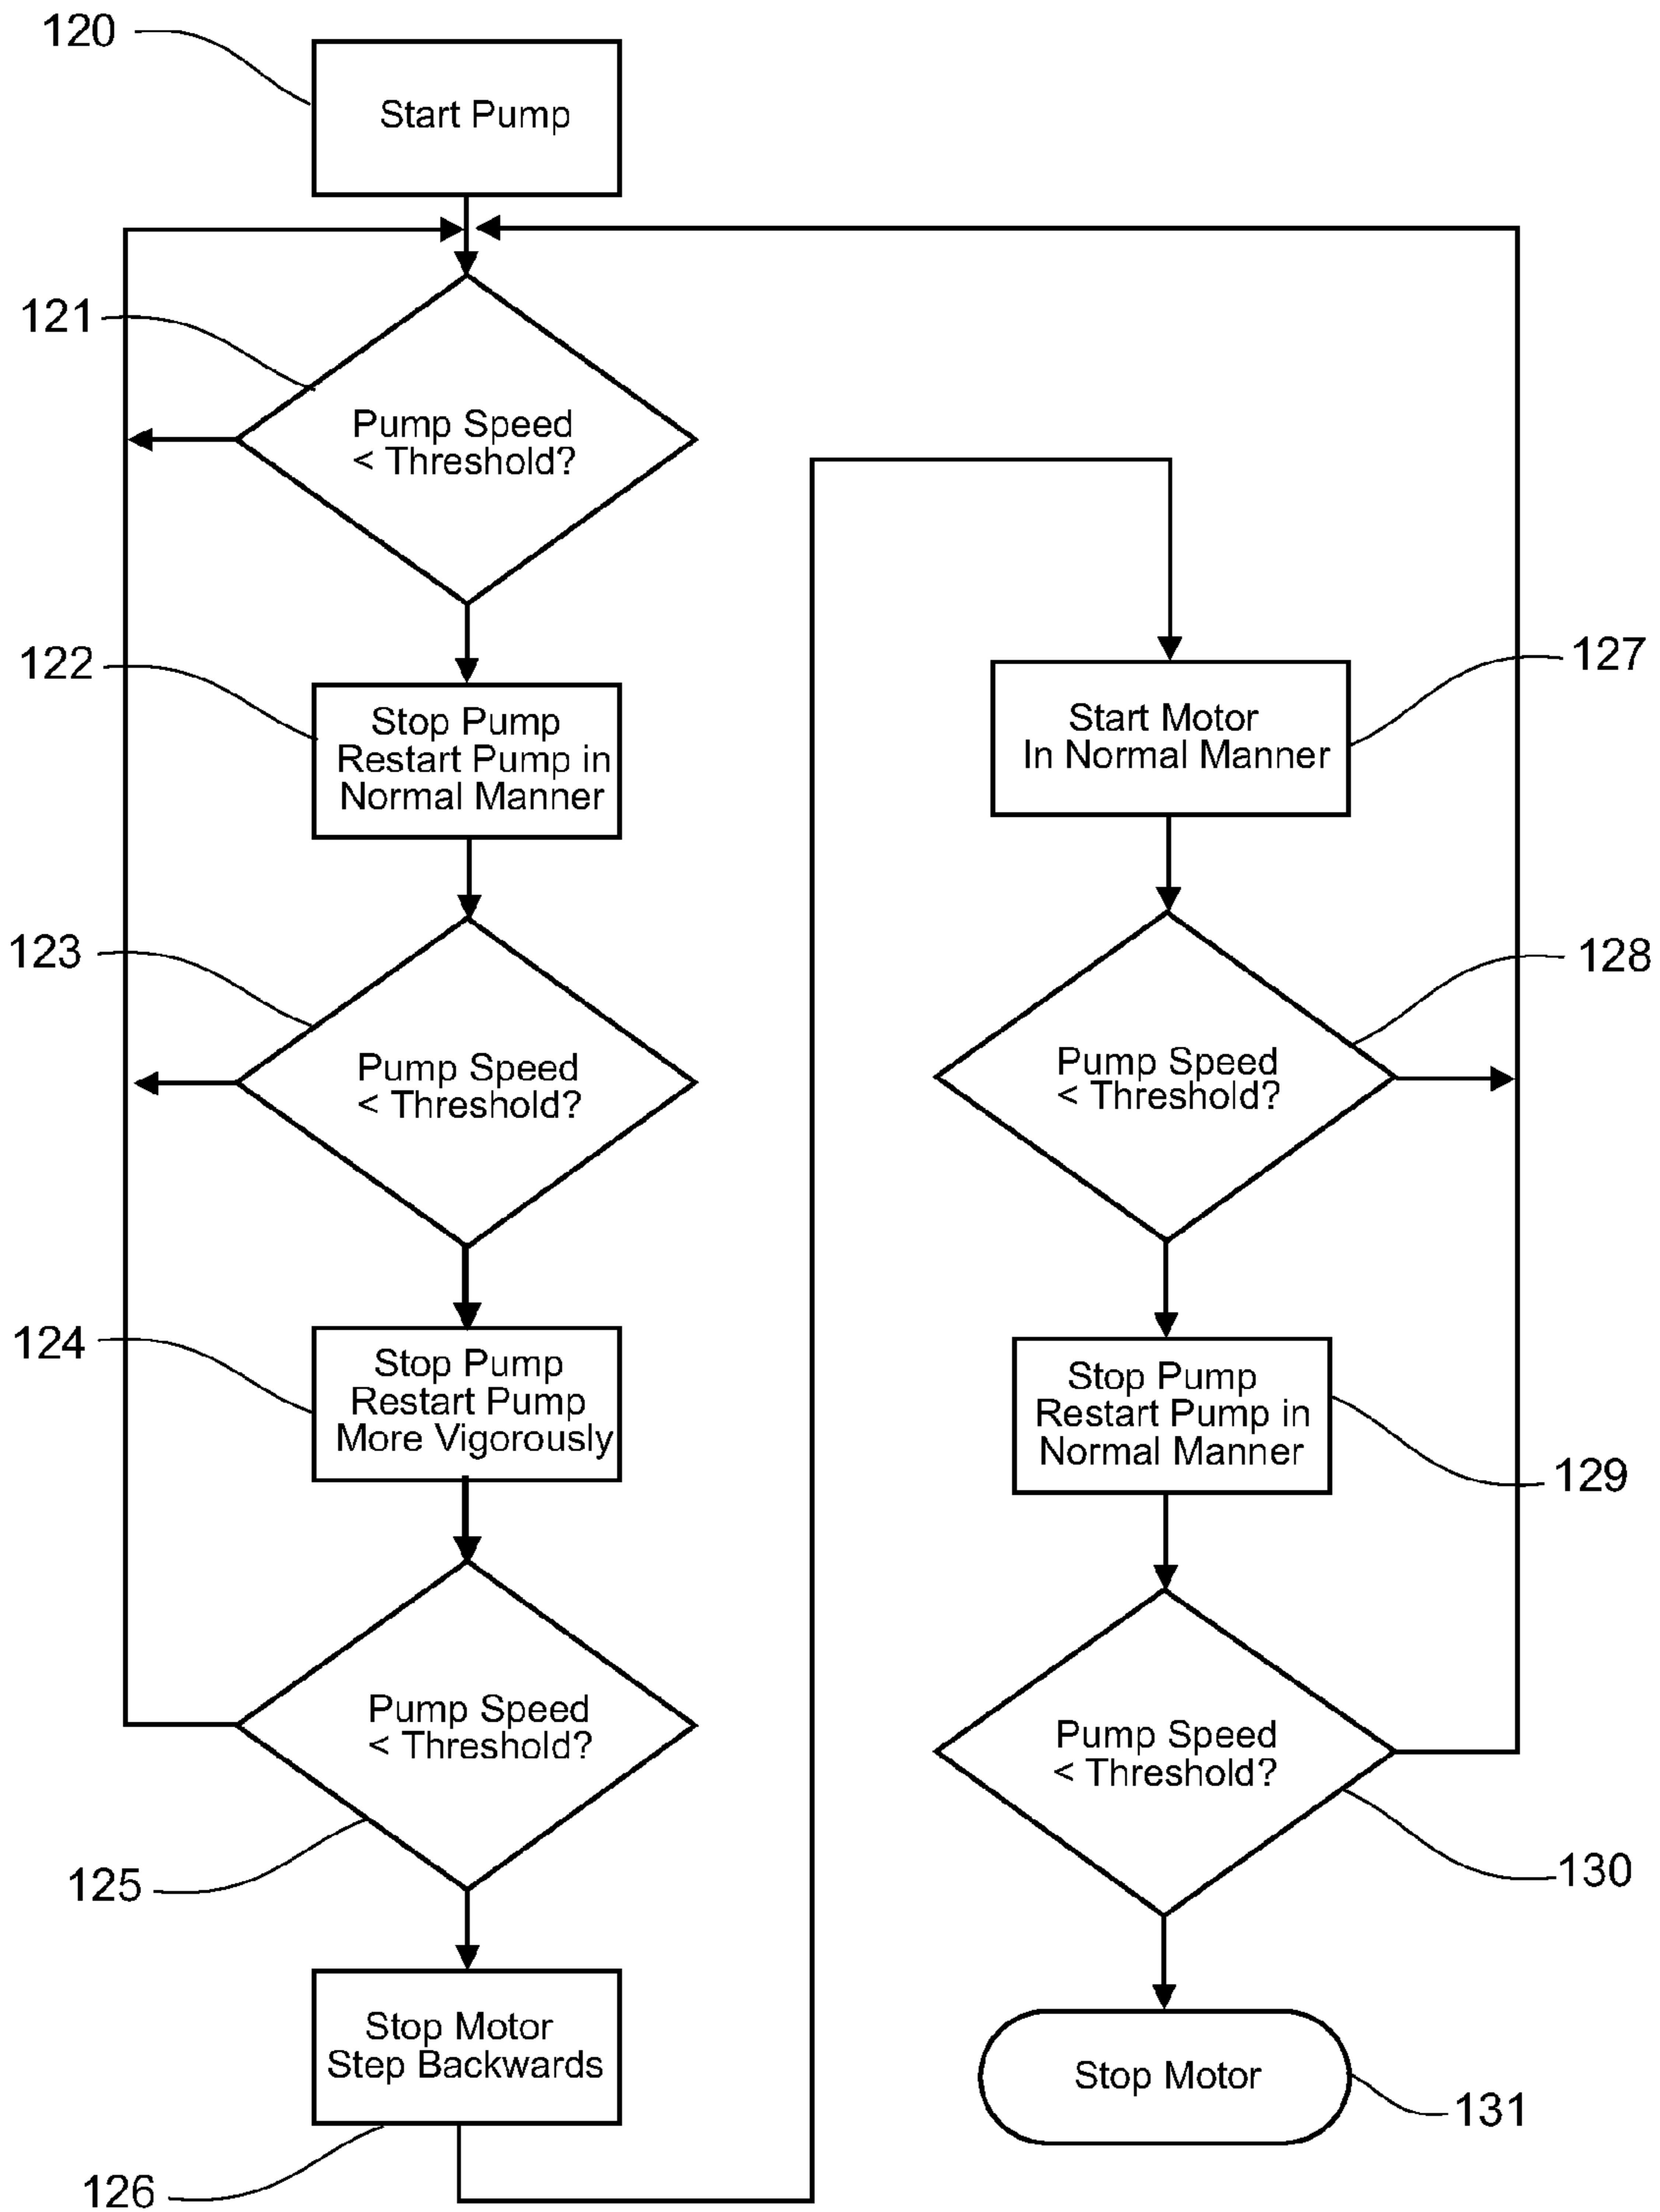 120
Start Pump
121
Pump Speed
< Threshold?
122
Stop Pump
Restart Pump in
Normal Manner
123
Pump Speed
< Threshold?
124
Stop Pump
Restart Pump
More Vigorously
Pump Speed
< Threshold?
125
Stop Motor
Step Backwards
126
127
Start Motor
In Normal Manner
128
Pump Speed
< Threshold?
Stop Pump
Restart Pump in
Normal Manner
129
Pump Speed
< Threshold?
130
Stop Motor
131